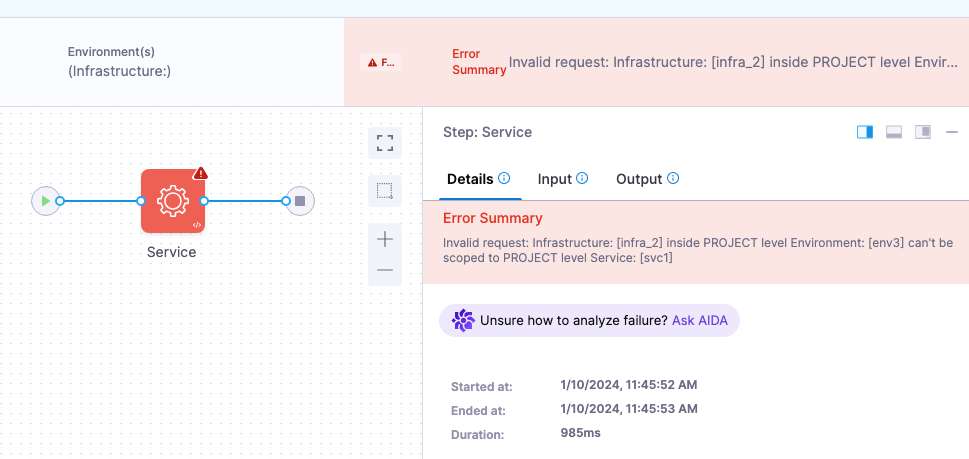 Environment(s)
(Infrastructure:)
F...
Error
Summary
Invalid request: Infrastructure: [infra_2] inside PROJECT level Envir...
Step: Service
Details
Input
Output
Error Summary
Invalid request: Infrastructure: [infra_2] inside PROJECT level Environment: [env3] can't be
scoped to PROJECT level Service: [svc1]
Service
Unsure how to analyze failure? Ask AIDA
Started at: 1/10/2024, 11:45:52 AM
Ended at: 1/10/2024, 11:45:53 AM
Duration: 985ms